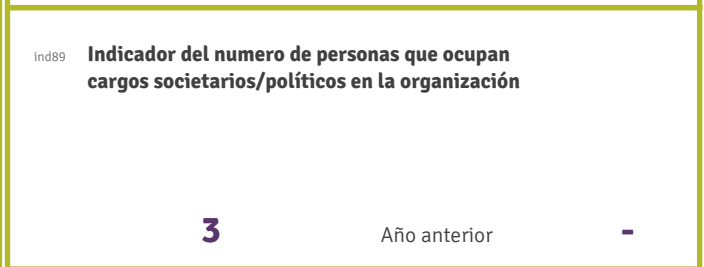 ind89 Indicador del numero de personas que ocupan
cargos societarios/políticos en la organización
3 Año anterior -